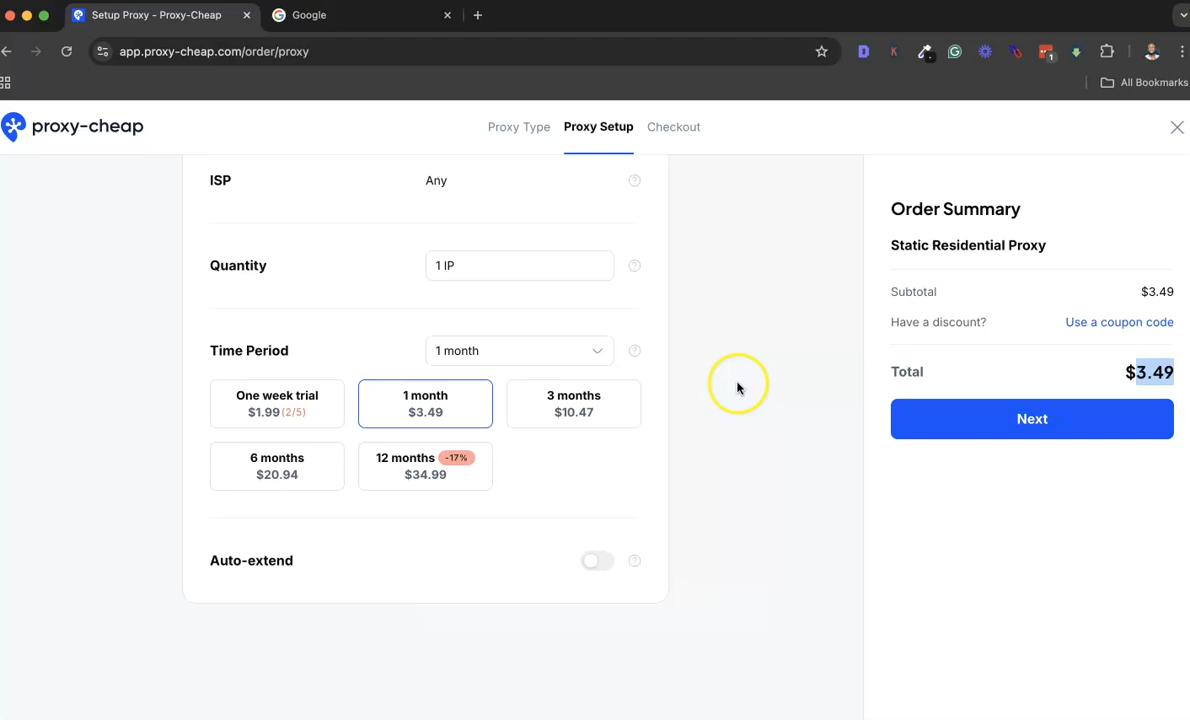 Setup Proxy - Proxy-Cheap
Google
app.proxy-cheap.com/order/proxy
All Bookmarks
proxy-cheap
Proxy Type
Proxy Setup
Checkout
ISP
Any
Quantity
1 IP
Time Period
1 month
One week trial
$1.99 (2/5)
1 month
$3.49
3 months
$10.47
6 months
$20.94
12 months -17%
$34.99
Auto-extend
Order Summary
Static Residential Proxy
Subtotal $3.49
Have a discount? Use a coupon code
Total $3.49
Next